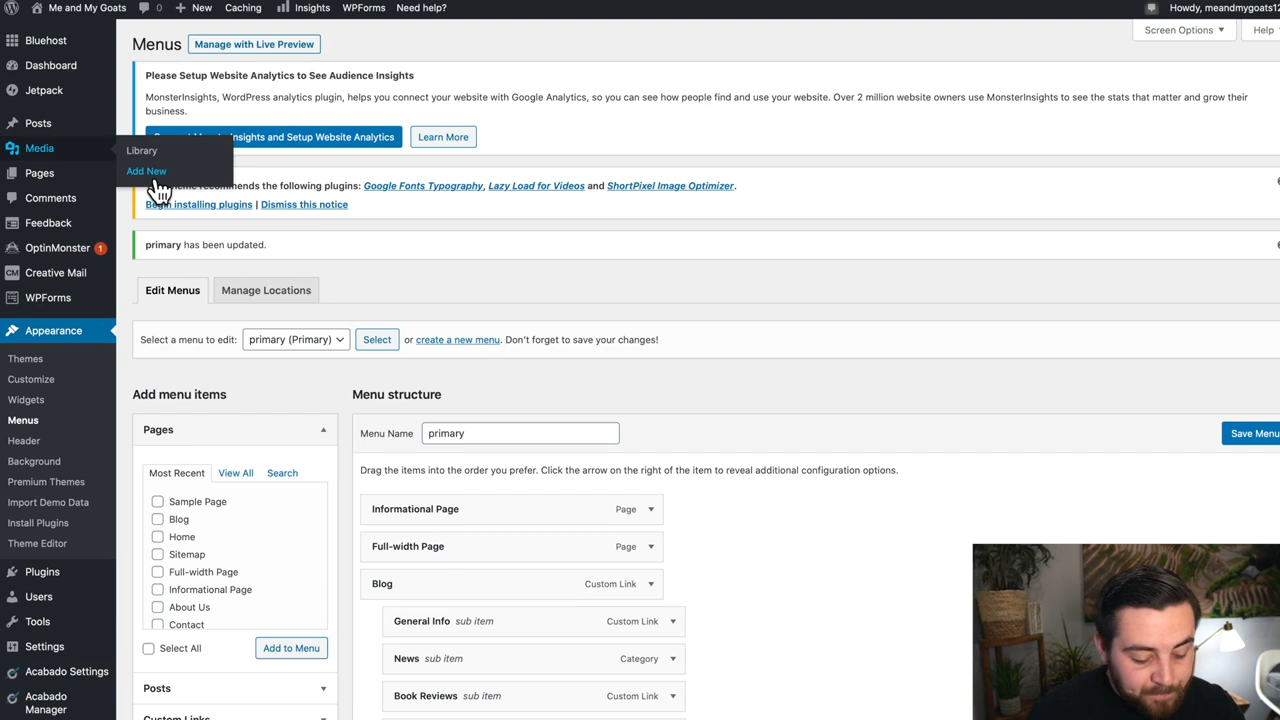 Me and My Goats 0 New Caching Insights WPForms Need help? Howdy, meandmygoats12
Screen Options ▼ Help
Bluehost
Dashboard
Jetpack
Posts
Media
Library
Add New
Pages
Comments
Feedback
OptinMonster 1
CM Creative Mail
WPForms
Appearance
Themes
Customize
Widgets
Menus
Header
Background
Premium Themes
Import Demo Data
Install Plugins
Theme Editor
Plugins
Users
Tools
Settings
Acabado Settings
Acabado
Manager
Menus Manage with Live Preview
Please Setup Website Analytics to See Audience Insights
MonsterInsights, WordPress analytics plugin, helps you connect your website with Google Analytics, so you can see how people find and use your website. Over 2 million website owners use MonsterInsights to see the stats that matter and grow their
business.
Insights and Setup Website Analytics Learn More
recommends the following plugins: Google Fonts Typography, Lazy Load for Videos and ShortPixel Image Optimizer.
Begin installing plugins | Dismiss this notice
primary has been updated.
Edit Menus Manage Locations
Select a menu to edit: primary (Primary) Select or create a new menu. Don't forget to save your changes!
Add menu items
Pages
Most Recent View All Search
Sample Page
Blog
Home
Sitemap
Full-width Page
Informational Page
About Us
Contact
Select All Add to Menu
Posts
Custom Links
Menu structure
Menu Name primary Save Menu
Drag the items into the order you prefer. Click the arrow on the right of the item to reveal additional configuration options.
Informational Page Page
Full-width Page Page
Blog Custom Link
General Info sub item Custom Link
News sub item Category
Book Reviews sub item Custom Link